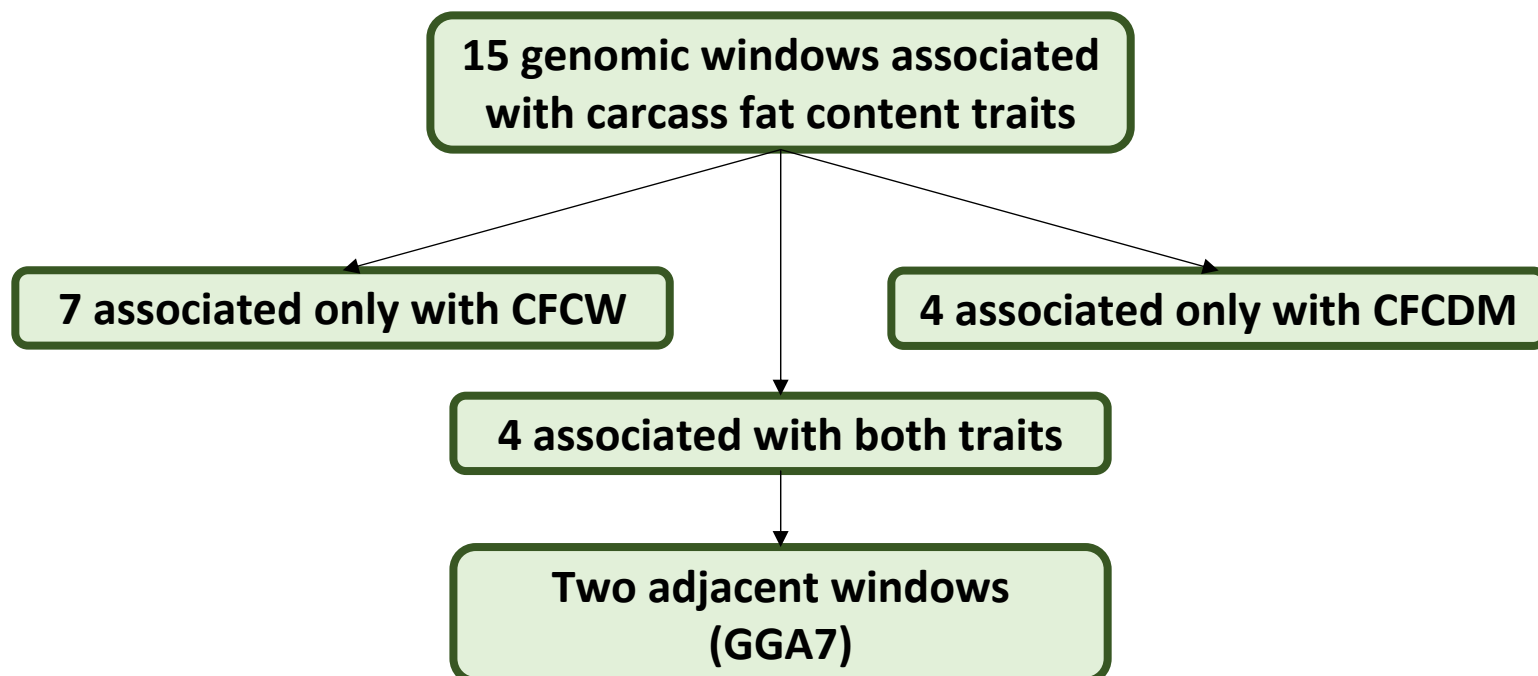 15 genomic windows associated
with carcass fat content traits
7 associated only with CFCW
4 associated only with CFCDM
4 associated with both traits
Two adjacent windows
(GGA7)